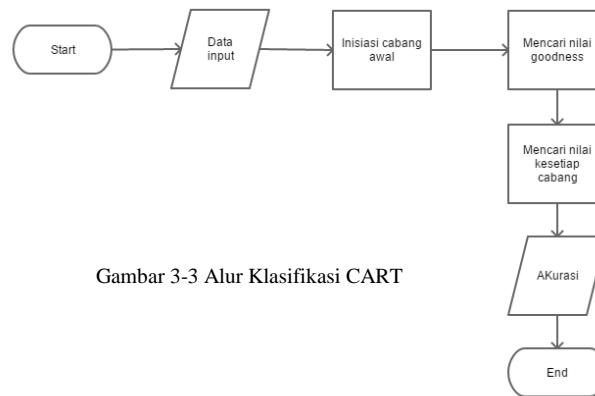 Start
Data
input
Inisiasi cabang
awal
Mencari nilai
goodness
Mencari nilai
kesetiap
cabang
AKurasi
End
Gambar 3-3 Alur Klasifikasi CART